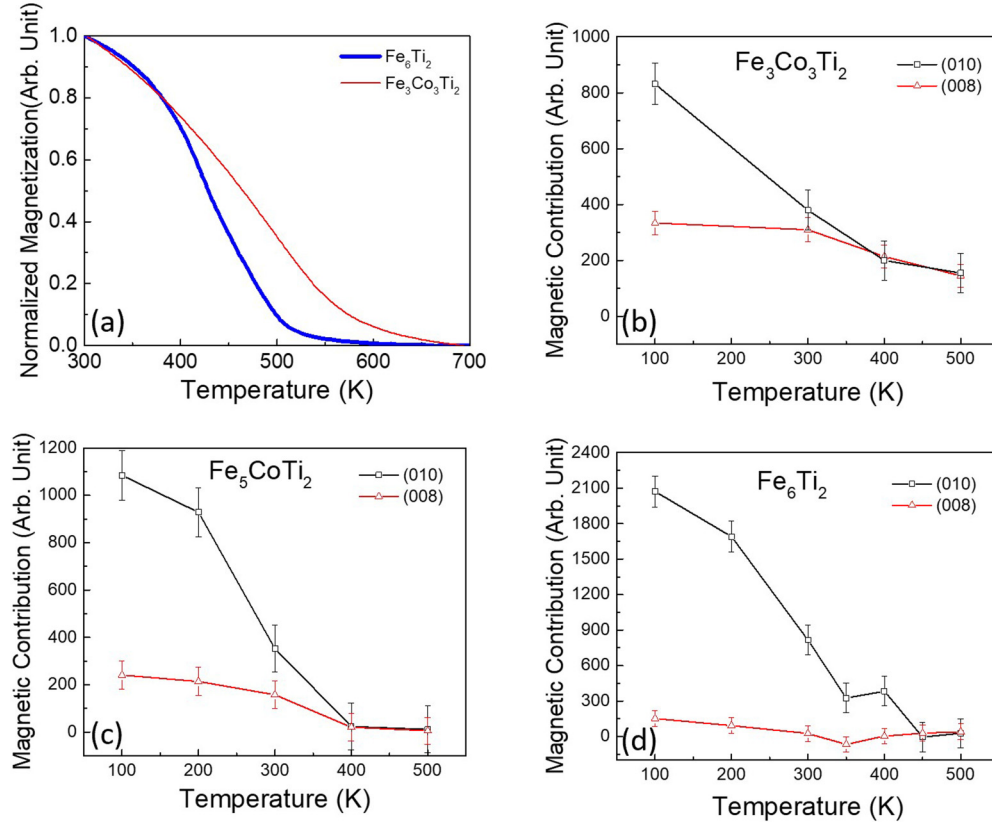 Normalized Magnetization(Arb. Unit)
1.0
0.8
0.6
0.4
0.2
0.0
Fe₆Ti₂
Fe₃Co₃Ti₂
(a)
300 400 500 600 700
Temperature (K)
Magnetic Contribution (Arb. Unit)
1000
800
600
400
200
0
Fe₃Co₃Ti₂
(010)
(008)
(b)
100 200 300 400 500
Temperature (K)
Magnetic Contribution (Arb. Unit)
1200
1000
800
600
400
200
0
Fe₅CoTi₂
(010)
(008)
(c)
100 200 300 400 500
Temperature (K)
Magnetic Contribution (Arb. Unit)
2400
2100
1800
1500
1200
900
600
300
0
Fe₆Ti₂
(010)
(008)
(d)
100 200 300 400 500
Temperature (K)